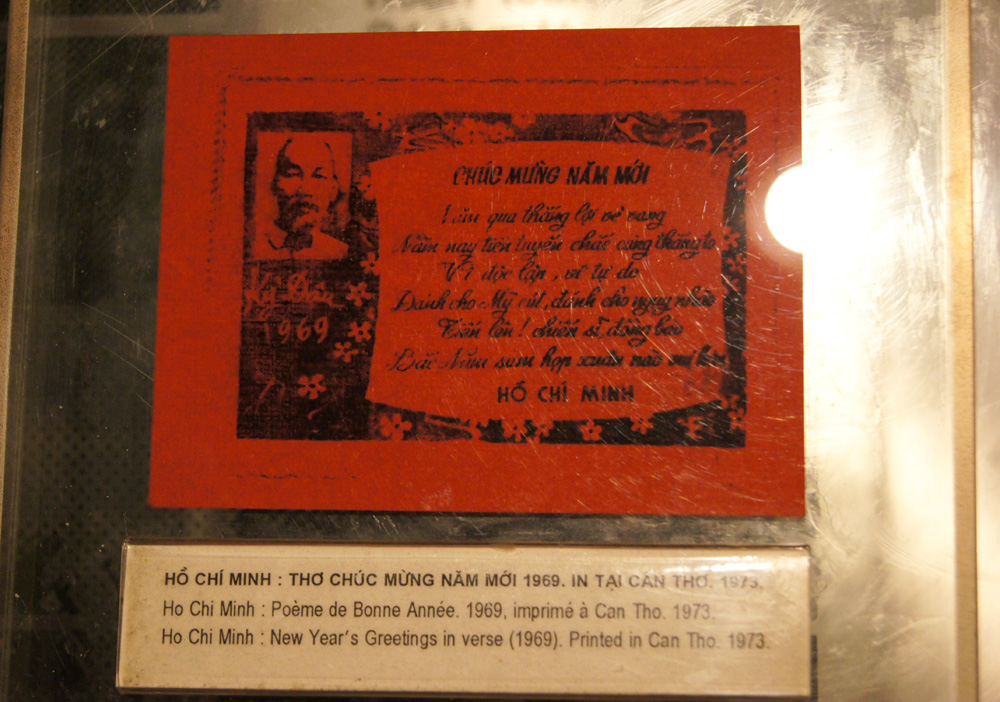 CHÚC MỪNG NĂM MỚI
Năm qua thắng lợi vẻ vang
Năm nay tiền tuyến chắc càng thắng to
Vì độc lập, vì tự do
Đánh cho Mỹ cút, đánh cho ngụy nhào
Tiến lên! chiến sĩ, đồng bào
Bắc Nam sum họp xuân nào vui hơn
HỒ CHÍ MINH
Kỷ Dậu
1969
HỒ CHÍ MINH : THƠ CHÚC MỪNG NĂM MỚI 1969. IN TẠI CẦN THƠ. 1973.
Ho Chi Minh : Poème de Bonne Année. 1969, imprimé à Can Tho. 1973.
Ho Chi Minh : New Year's Greetings in verse (1969). Printed in Can Tho. 1973.